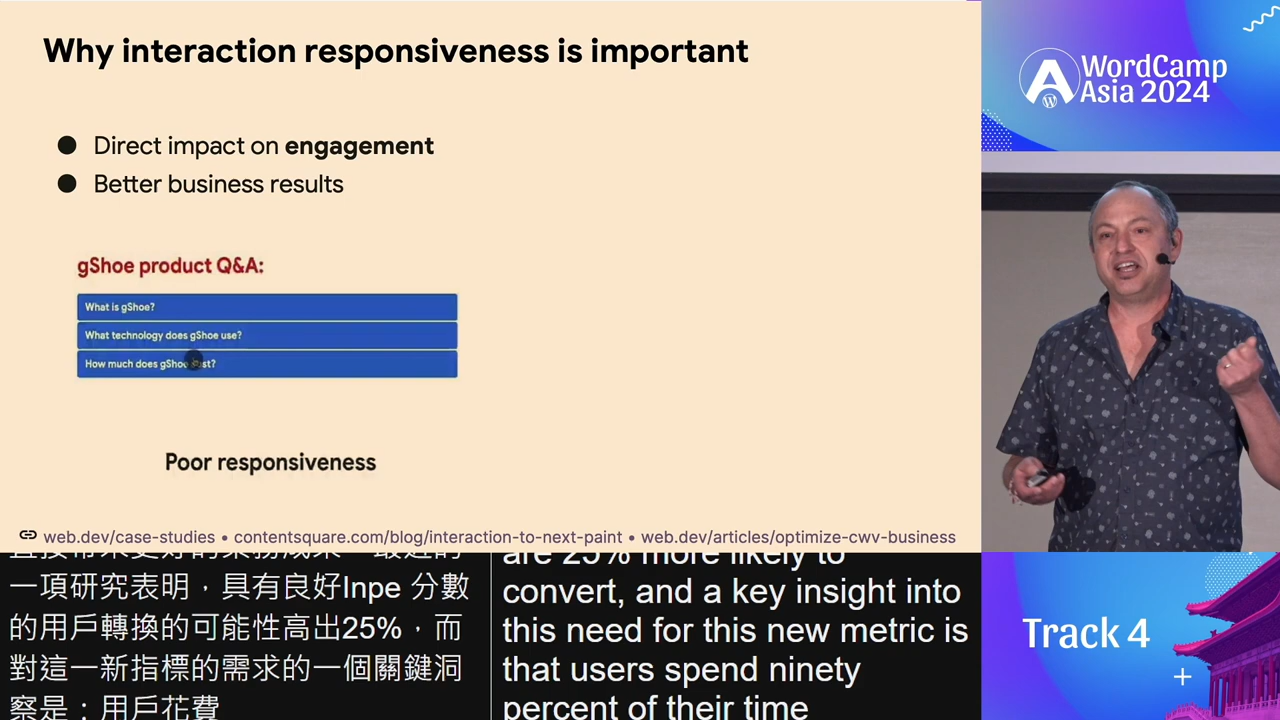 Why interaction responsiveness is important
Direct impact on engagement
Better business results
gShoe product Q&A:
What is gShoe?
What technology does gShoe use?
How much does gShoe cost?
Poor responsiveness
web.dev/case-studies • contentsquare.com/blog/interaction-to-next-paint • web.dev/articles/optimize-cwv-business
一項研究表明，具有良好Inpe 分數
的用戶轉換的可能性高出25%，而
對這一新指標的需求的一個關鍵洞
察是：用戶花費
are 25% more likely to
convert, and a key insight into
this need for this new metric is
that users spend ninety
percent of their time
WordCamp
Asia 2024
Track 4